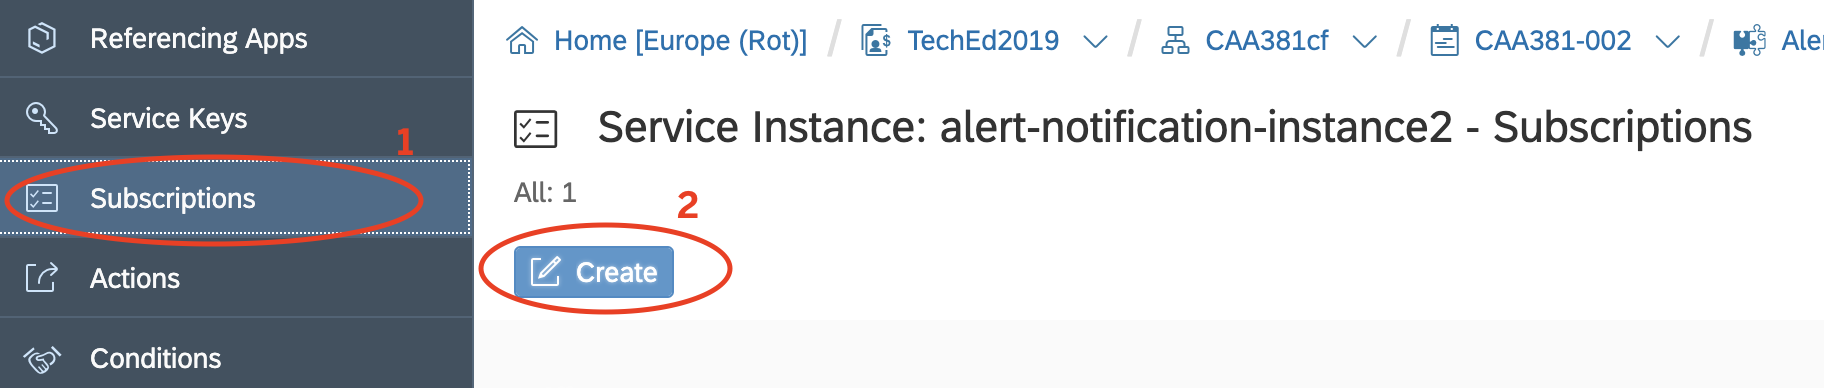 Referencing Apps
Service Keys
1
Subscriptions
Actions
Conditions
Home [Europe (Rot)] / TechEd2019 / CAA381cf / CAA381-002 /
Service Instance: alert-notification-instance2 - Subscriptions
All: 1
2
Create